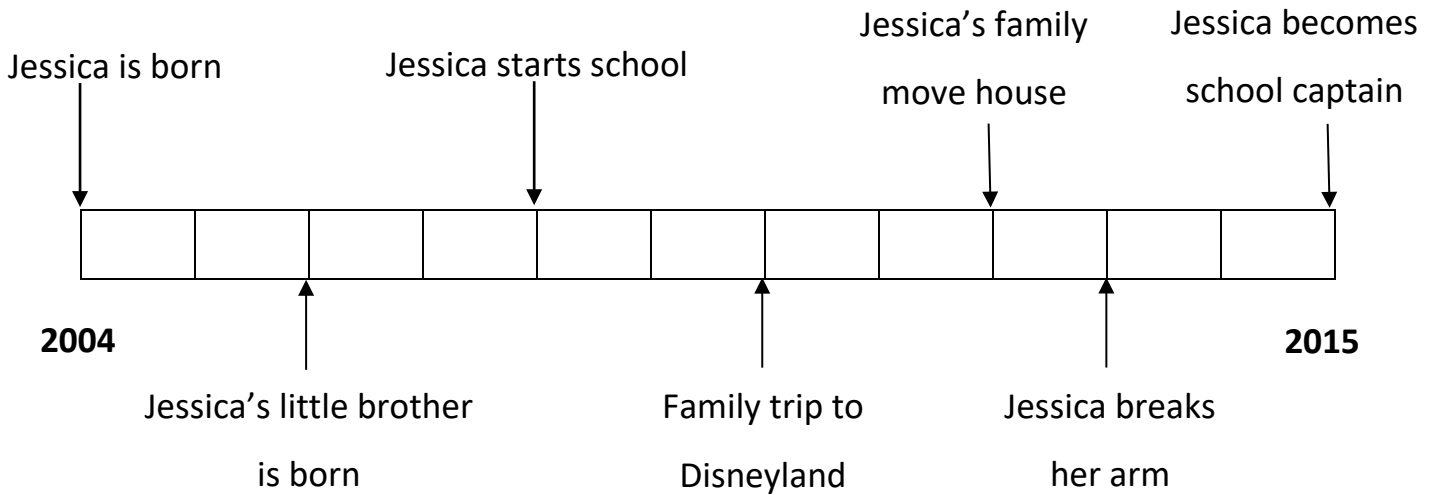 Jessica is born
Jessica starts school
Jessica’s family
move house
Jessica becomes
school captain
2004
2015
Jessica’s little brother
is born
Family trip to
Disneyland
Jessica breaks
her arm